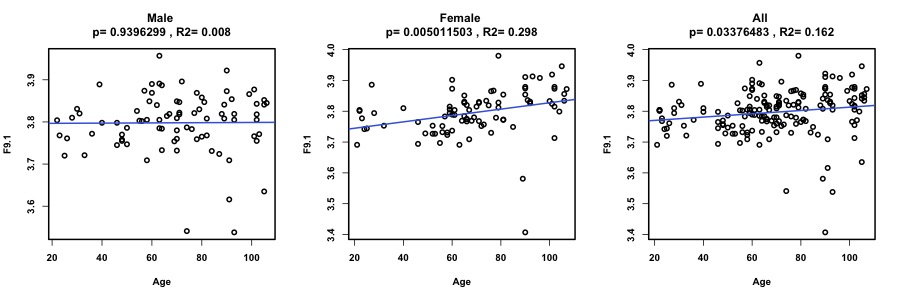 Male
p= 0.9396299 , R2= 0.008
F9.1
3.9
3.8
3.7
3.6
20 40 60 80 100
Age
Female
p= 0.005011503 , R2= 0.298
F9.1
4.0
3.9
3.8
3.7
3.6
3.5
3.4
20 40 60 80 100
Age
All
p= 0.03376483 , R2= 0.162
F9.1
4.0
3.9
3.8
3.7
3.6
3.5
3.4
20 40 60 80 100
Age